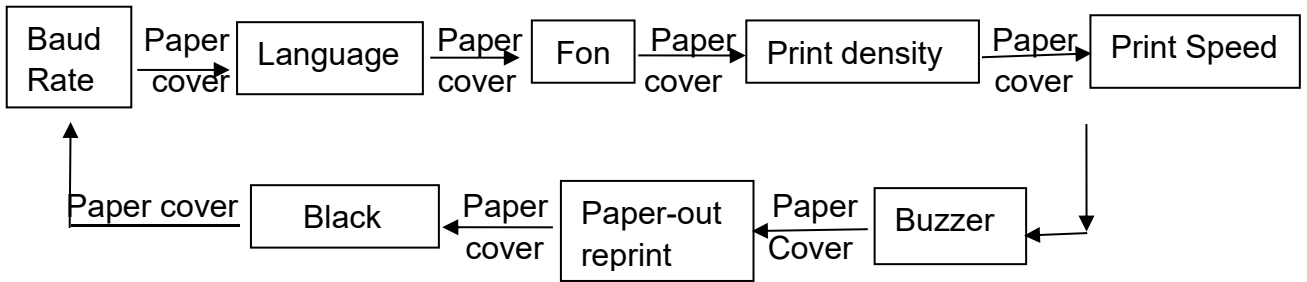 Baud
Rate
Paper
cover
Language
Paper
cover
Fon
Paper
cover
Print density
Paper
cover
Print Speed
Paper cover
Black
Paper
cover
Paper-out
reprint
Paper
Cover
Buzzer